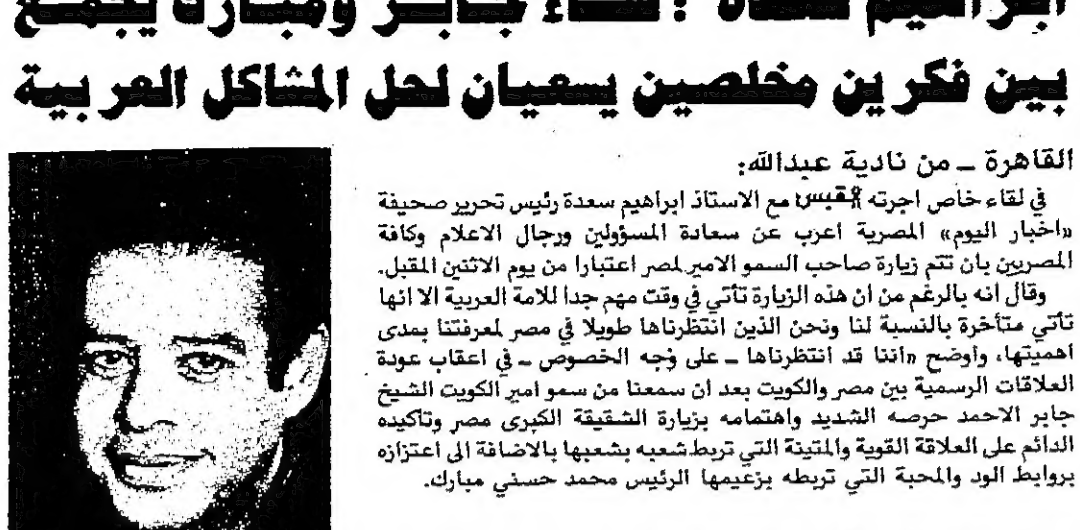 ابراهيم سعدة : لقاء جابر ومبارك يجمع
بين فكرين مخلصين يسعيان لحل المشاكل العربية
القاهرة ـ من نادية عبدالله:
في لقاء خاص اجرته القبس مع الاستاذ ابراهيم سعدة رئيس تحرير صحيفة
«اخبار اليوم» المصرية اعرب عن سعادة المسؤولين ورجال الاعلام وكافة
المصريين بان تتم زيارة صاحب السمو الامير لمصر اعتبارا من يوم الاثنين المقبل.
وقال انه بالرغم من ان هذه الزيارة تأتي في وقت مهم جدا للامة العربية الا انها
تأتي متأخرة بالنسبة لنا ونحن الذين انتظرناها طويلا في مصر لمعرفتنا بمدى
اهميتها، واوضح «اننا قد انتظرناها ـ على وجه الخصوص ـ في اعقاب عودة
العلاقات الرسمية بين مصر والكويت بعد ان سمعنا من سمو امير الكويت الشيخ
جابر الاحمد حرصه الشديد واهتمامه بزيارة الشقيقة الكبرى مصر وتأكيده
الدائم على العلاقة القوية والمتينة التي تربط شعبه بشعبها بالاضافة الى اعتزازه
بروابط الود والمحبة التي تربطه بزعيمها الرئيس محمد حسني مبارك.